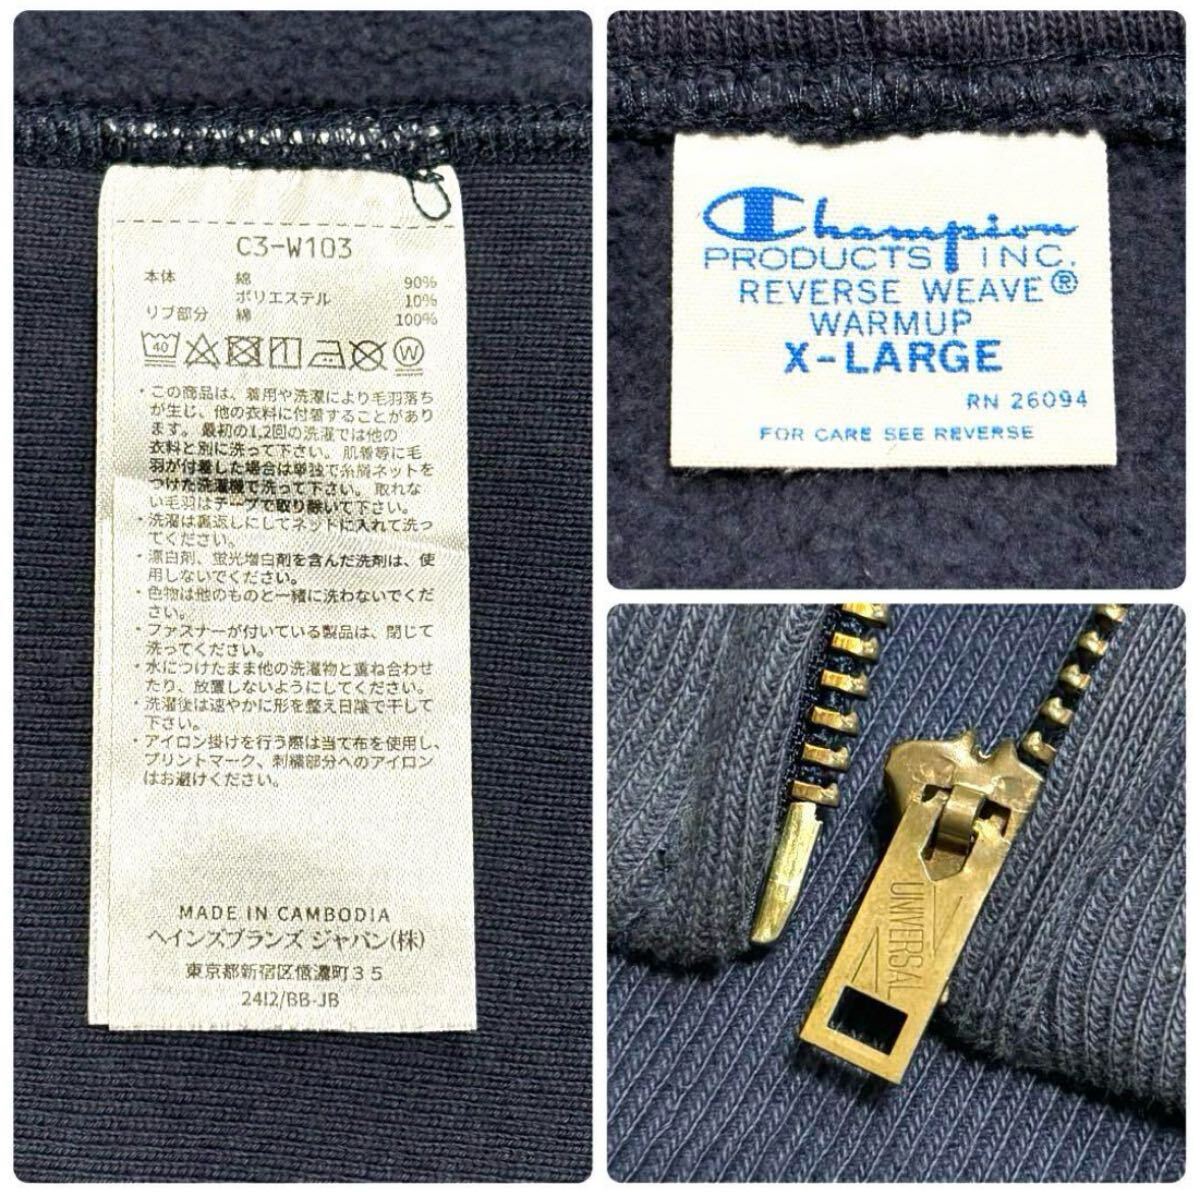 C3-W103
本体 綿 90%
ポリエステル 10%
リブ部分 綿 100%
40
W
・この商品は、着用や洗濯により毛羽落ち
が生じ、他の衣料に付着することがあり
ます。最初の1,2回の洗濯では他の
衣料と別に洗って下さい。肌着等に毛
羽が付着した場合は単独で糸屑ネットを
つけた洗濯機で洗って下さい。取れな
い毛羽はテープで取り除いて下さい。
・洗濯は裏返しにしてネットに入れて洗っ
てください。
・漂白剤、蛍光増白剤を含んだ洗剤は、使
用しないでください。
・色物は他のものと一緒に洗わないでくだ
さい。
・ファスナーが付いている製品は、閉じて
洗ってください。
・水につけたまま他の洗濯物と重ね合わせ
たり、放置しないようにしてください。
・洗濯後は速やかに形を整え日陰で干して
下さい。
・アイロン掛けを行う際は当て布を使用し、
プリントマーク、刺繍部分へのアイロン
はお避けください。
MADE IN CAMBODIA
ヘインズブランズ ジャパン(株)
東京都新宿区信濃町35
2412/BB-JB
Champion
PRODUCTS INC.
REVERSE WEAVE®
WARMUP
X-LARGE
RN 26094
FOR CARE SEE REVERSE
UNIVERSAL